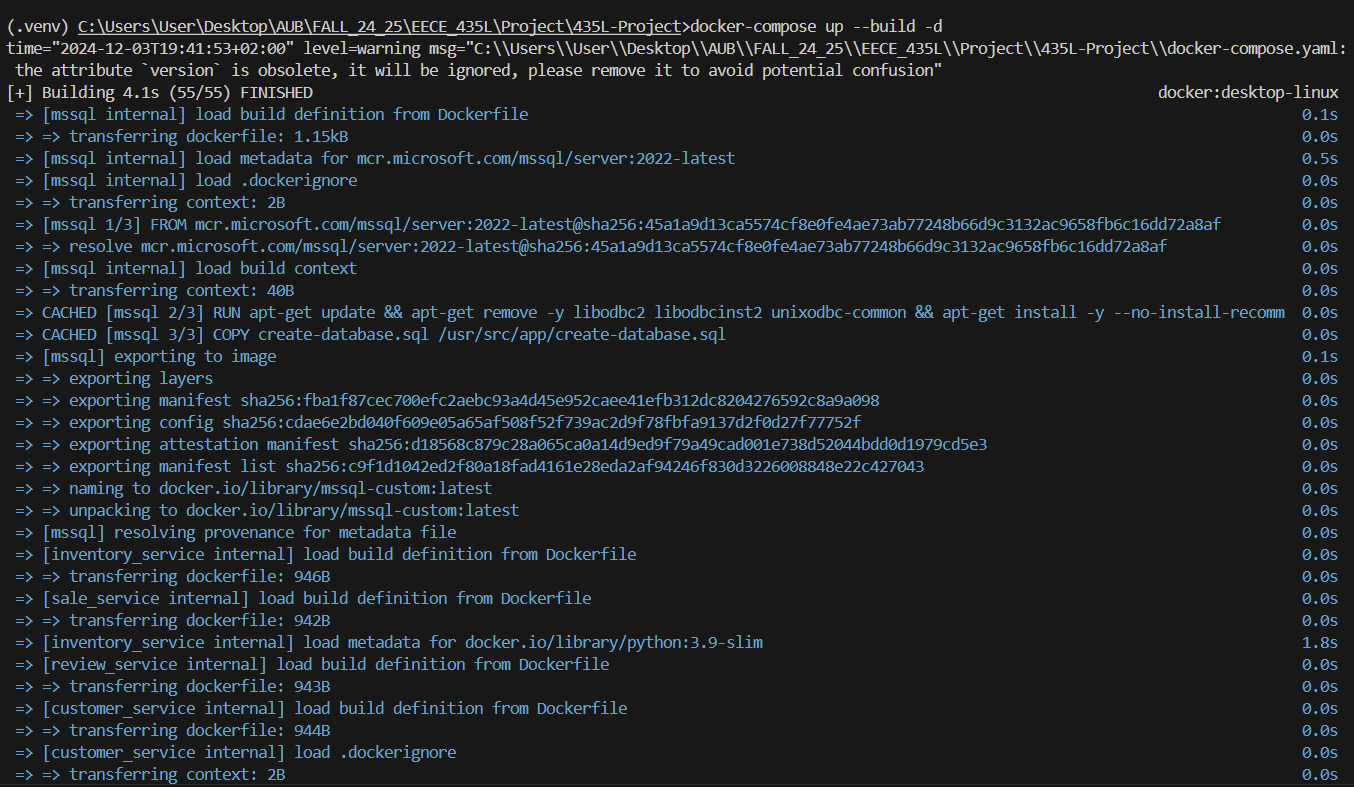 (.venv) C:\Users\User\Desktop\AUB\FALL_24_25\EECE_435L\Project\435L-Project>docker-compose up --build -d
time="2024-12-03T19:41:53+02:00" level=warning msg="C:\\Users\\User\\Desktop\\AUB\\FALL_24_25\\EECE_435L\\Project\\435L-Project\\docker-compose.yaml:
the attribute `version` is obsolete, it will be ignored, please remove it to avoid potential confusion"
[+] Building 4.1s (55/55) FINISHED docker:desktop-linux
=> [mssql internal] load build definition from Dockerfile 0.1s
=> => transferring dockerfile: 1.15kB 0.0s
=> [mssql internal] load metadata for mcr.microsoft.com/mssql/server:2022-latest 0.5s
=> [mssql internal] load .dockerignore 0.0s
=> => transferring context: 2B 0.0s
=> [mssql 1/3] FROM mcr.microsoft.com/mssql/server:2022-latest@sha256:45a1a9d13ca5574cf8e0fe4ae73ab77248b66d9c3132ac9658fb6c16dd72a8af 0.0s
=> => resolve mcr.microsoft.com/mssql/server:2022-latest@sha256:45a1a9d13ca5574cf8e0fe4ae73ab77248b66d9c3132ac9658fb6c16dd72a8af 0.0s
=> [mssql internal] load build context 0.0s
=> => transferring context: 40B 0.0s
=> CACHED [mssql 2/3] RUN apt-get update && apt-get remove -y libodbc2 libodbcinst2 unixodbc-common && apt-get install -y --no-install-recomm 0.0s
=> CACHED [mssql 3/3] COPY create-database.sql /usr/src/app/create-database.sql 0.0s
=> [mssql] exporting to image 0.1s
=> => exporting layers 0.0s
=> => exporting manifest sha256:fba1f87cec700efc2aebc93a4d45e952caee41efb312dc8204276592c8a9a098 0.0s
=> => exporting config sha256:cdae6e2bd040f609e05a65af508f52f739ac2d9f78fbfa9137d2f0d27f77752f 0.0s
=> => exporting attestation manifest sha256:d18568c879c28a065ca0a14d9ed9f79a49cad001e738d52044bdd0d1979cd5e3 0.0s
=> => exporting manifest list sha256:c9f1d1042ed2f80a18fad4161e28eda2af94246f830d3226008848e22c427043 0.0s
=> => naming to docker.io/library/mssql-custom:latest 0.0s
=> => unpacking to docker.io/library/mssql-custom:latest 0.0s
=> [mssql] resolving provenance for metadata file 0.0s
=> [inventory_service internal] load build definition from Dockerfile 0.0s
=> => transferring dockerfile: 946B 0.0s
=> [sale_service internal] load build definition from Dockerfile 0.0s
=> => transferring dockerfile: 942B 0.0s
=> [inventory_service internal] load metadata for docker.io/library/python:3.9-slim 1.8s
=> [review_service internal] load build definition from Dockerfile 0.0s
=> => transferring dockerfile: 943B 0.0s
=> [customer_service internal] load build definition from Dockerfile 0.0s
=> => transferring dockerfile: 944B 0.0s
=> [customer_service internal] load .dockerignore 0.0s
=> => transferring context: 2B 0.0s